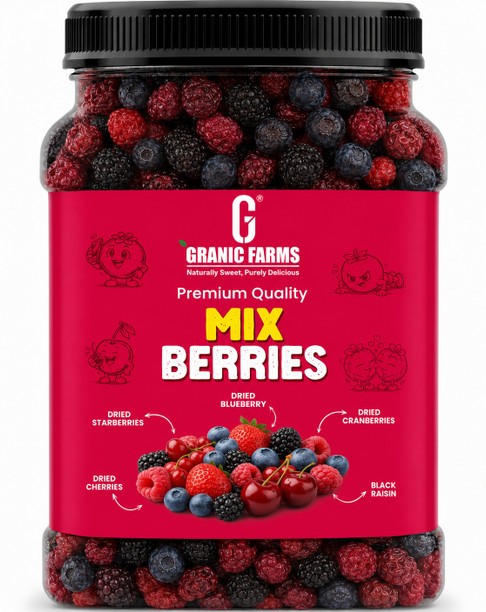 G®
GRANIC FARMS
Naturally Sweet, Purely Delicious
Premium Quality
MIX
BERRIES
DRIED
BLUEBERRY
DRIED
STARBERRIES
DRIED
CRANBERRIES
DRIED
CHERRIES
BLACK
RAISIN